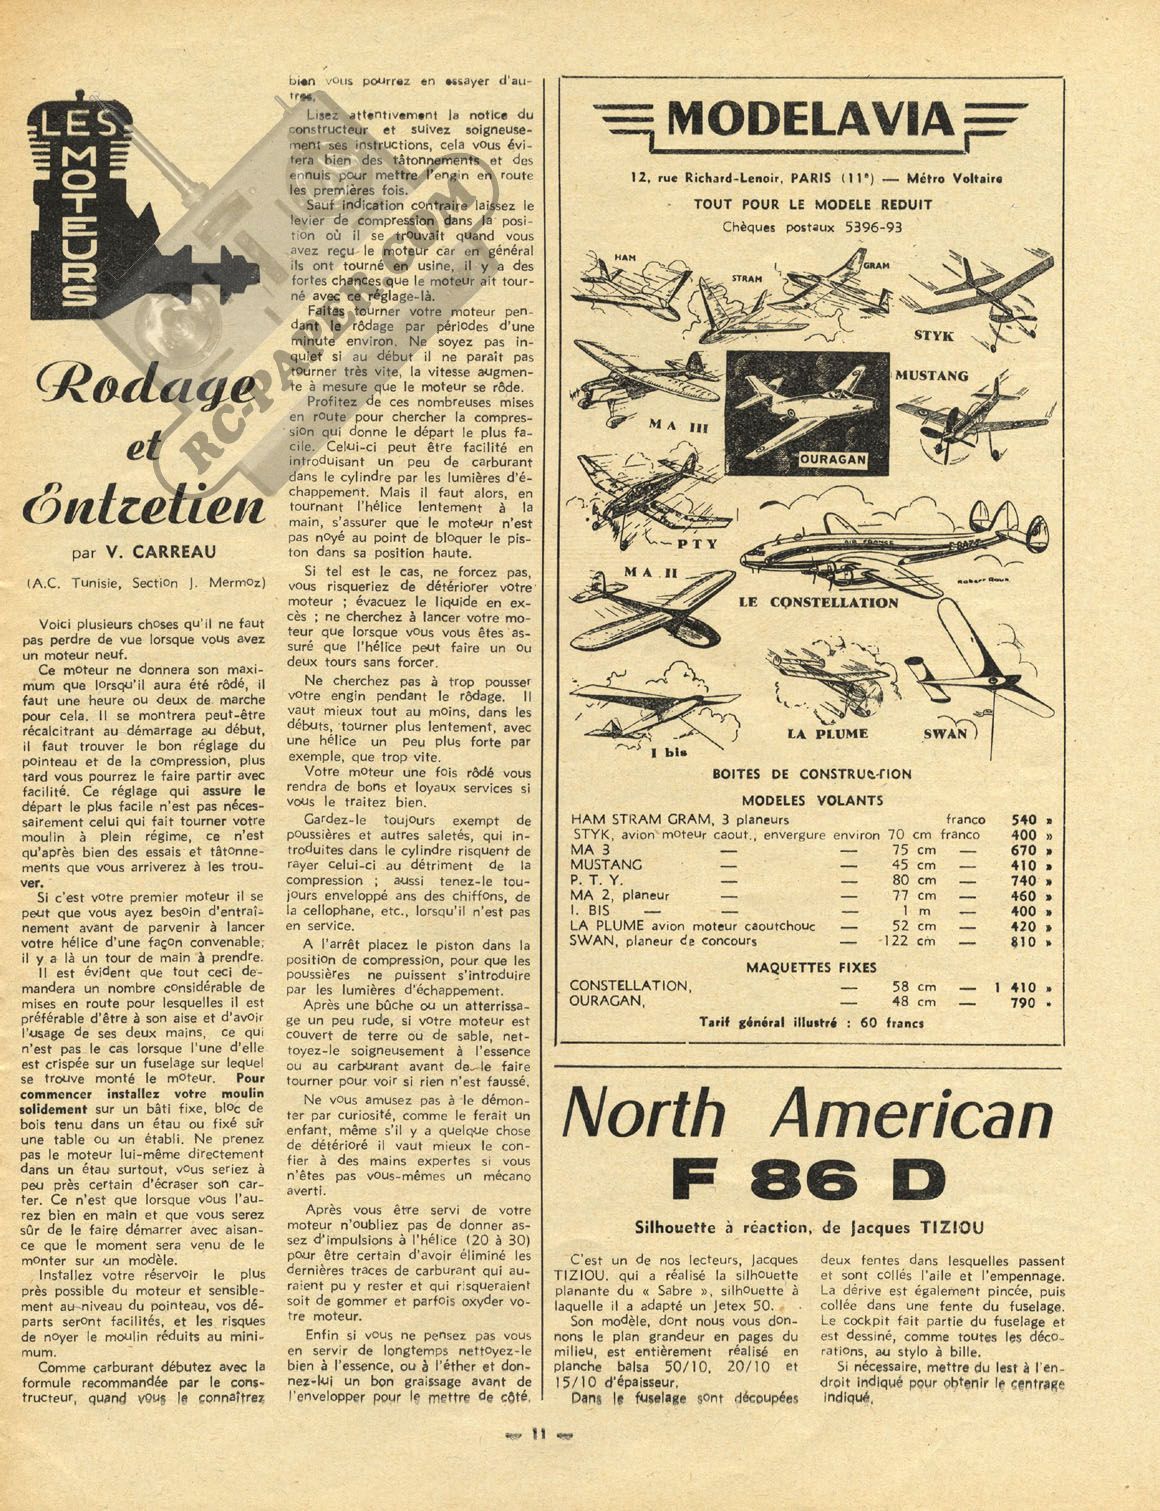 LES
MOTEURS
Rodage
et
Entretien
par V. CARREAU
(A.C. Tunisie, Section J. Mermoz)
Voici plusieurs choses qu'il ne faut
pas perdre de vue lorsque vous avez
un moteur neuf.
Ce moteur ne donnera son maxi-
mum que lorsqu'il aura été rôdé, il
faut une heure ou deux de marche
pour cela. Il se montrera peut-être
récalcitrant au démarrage au début,
il faut trouver le bon réglage du
pointeau et de la compression, plus
tard vous pourrez le faire partir avec
facilité. Ce réglage qui assure le
départ le plus facile n'est pas néces-
sairement celui qui fait tourner votre
moulin à plein régime, ce n'est
qu'après bien des essais et tâtonne-
ments que vous arriverez à les trou-
ver.
Si c'est votre premier moteur il se
peut que vous ayez besoin d'entraî-
nement avant de parvenir à lancer
votre hélice d'une façon convenable;
il y a là un tour de main à prendre.
Il est évident que tout ceci de-
mandera un nombre considérable de
mises en route pour lesquelles il est
préférable d'être à son aise et d'avoir
l'usage de ses deux mains, ce qui
n'est pas le cas lorsque l'une d'elle
est crispée sur un fuselage sur lequel
se trouve monté le moteur. Pour
commencer installez votre moulin
solidement sur un bâti fixe, bloc de
bois tenu dans un étau ou fixé sur
une table ou un établi. Ne prenez
pas le moteur lui-même directement
dans un étau surtout, vous seriez à
peu près certain d'écraser son car-
ter. Ce n'est que lorsque vous l'au-
rez bien en main et que vous serez
sûr de le faire démarrer avec aisan-
ce que le moment sera venu de le
monter sur un modèle.
Installez votre réservoir le plus
près possible du moteur et sensible-
ment au niveau du pointeau, vos dé-
parts seront facilités, et les risques
de noyer le moulin réduits au mini-
mum.
Comme carburant débutez avec la
formule recommandée par le cons-
tructeur, quand vous le connaîtrez
bien vous pourrez en essayer d'au-
tres.
Lisez attentivement la notice du
constructeur et suivez soigneuse-
ment ses instructions, cela vous évi-
tera bien des tâtonnements et des
ennuis pour mettre l'engin en route
les premières fois.
Sauf indication contraire laissez le
levier de compression dans la posi-
tion où il se trouvait quand vous
avez reçu le moteur car en général
ils ont tourné en usine, il y a des
fortes chances que le moteur ait tour-
né avec ce réglage-là.
Faites tourner votre moteur pen-
dant le rôdage par périodes d'une
minute environ. Ne soyez pas in-
quiet si au début il ne paraît pas
tourner très vite, la vitesse augmen-
te à mesure que le moteur se rôde.
Profitez de ces nombreuses mises
en route pour chercher la compres-
sion qui donne le départ le plus fa-
cile. Celui-ci peut être facilité en
introduisant un peu de carburant
dans le cylindre par les lumières d'é-
chappement. Mais il faut alors, en
tournant l'hélice lentement à la
main, s'assurer que le moteur n'est
pas noyé au point de bloquer le pis-
ton dans sa position haute.
Si tel est le cas, ne forcez pas,
vous risqueriez de détériorer votre
moteur ; évacuez le liquide en ex-
cès ; ne cherchez à lancer votre mo-
teur que lorsque vous vous êtes as-
suré que l'hélice peut faire un ou
deux tours sans forcer.
Ne cherchez pas à trop pousser
votre engin pendant le rôdage. Il
vaut mieux tout au moins, dans les
débuts, tourner plus lentement, avec
une hélice un peu plus forte par
exemple, que trop vite.
Votre moteur une fois rôdé vous
rendra de bons et loyaux services si
vous le traitez bien.
Gardez-le toujours exempt de
poussières et autres saletés, qui in-
troduites dans le cylindre risquent de
rayer celui-ci au détriment de la
compression ; aussi tenez-le tou-
jours enveloppé ans des chiffons, de
la cellophane, etc., lorsqu'il n'est pas
en service.
A l'arrêt placez le piston dans la
position de compression, pour que les
poussières ne puissent s'introduire
par les lumières d'échappement.
Après une bûche ou un atterrissa-
ge un peu rude, si votre moteur est
couvert de terre ou de sable, net-
toyez-le soigneusement à l'essence
ou au carburant avant de le faire
tourner pour voir si rien n'est faussé.
Ne vous amusez pas à le démon-
ter par curiosité, comme le ferait un
enfant, même s'il y a quelque chose
de détérioré il vaut mieux le con-
fier à des mains expertes si vous
n'êtes pas vous-mêmes un mécano
averti.
Après vous être servi de votre
moteur n'oubliez pas de donner as-
sez d'impulsions à l'hélice (20 à 30)
pour être certain d'avoir éliminé les
dernières traces de carburant qui au-
raient pu y rester et qui risqueraient
soit de gommer et parfois oxyder vo-
tre moteur.
Enfin si vous ne pensez pas vous
en servir de longtemps nettoyez-le
bien à l'essence, ou à l'éther et don-
nez-lui un bon graissage avant de
l'envelopper pour le mettre de côté.
RC-PAPER.COM
MODELAVIA
12, rue Richard-Lenoir, PARIS (11e) — Métro Voltaire
TOUT POUR LE MODELE REDUIT
Chèques postaux 5396-93
HAM
STRAM
GRAM
STYK
MUSTANG
MA III
OURAGAN
PTY
AIR FRANCE
MA II
LE CONSTELLATION
Robert Roux
I bis
LA PLUME
SWAN
BOITES DE CONSTRUCTION
MODELES VOLANTS
HAM STRAM GRAM, 3 planeurs franco 540 »
STYK, avion moteur caout., envergure environ 70 cm franco 400 »
MA 3 — — 75 cm — 670 »
MUSTANG — — 45 cm — 410 »
P. T. Y. — — 80 cm — 740 »
MA 2, planeur — — 77 cm — 460 »
I. BIS — — — 1 m — 400 »
LA PLUME avion moteur caoutchouc — 52 cm — 420 »
SWAN, planeur de concours — 122 cm — 810 »
MAQUETTES FIXES
CONSTELLATION, — 58 cm — 1 410 »
OURAGAN, — 48 cm — 790 »
Tarif général illustré : 60 francs
North American
F 86 D
Silhouette à réaction, de Jacques TIZIOU
C'est un de nos lecteurs, Jacques
TIZIOU. qui a réalisé la silhouette
planante du « Sabre », silhouette à
laquelle il a adapté un Jetex 50.
Son modèle, dont nous vous don-
nons le plan grandeur en pages du
milieu, est entièrement réalisé en
planche balsa 50/10, 20/10 et
15/10 d'épaisseur.
Dans le fuselage sont découpées
deux fentes dans lesquelles passent
et sont collés l'aile et l'empennage.
La dérive est également pincée, puis
collée dans une fente du fuselage.
Le cockpit fait partie du fuselage et
est dessiné, comme toutes les déco-
rations, au stylo à bille.
Si nécessaire, mettre du lest à l'en-
droit indiqué pour obtenir le centrage
indiqué.
11